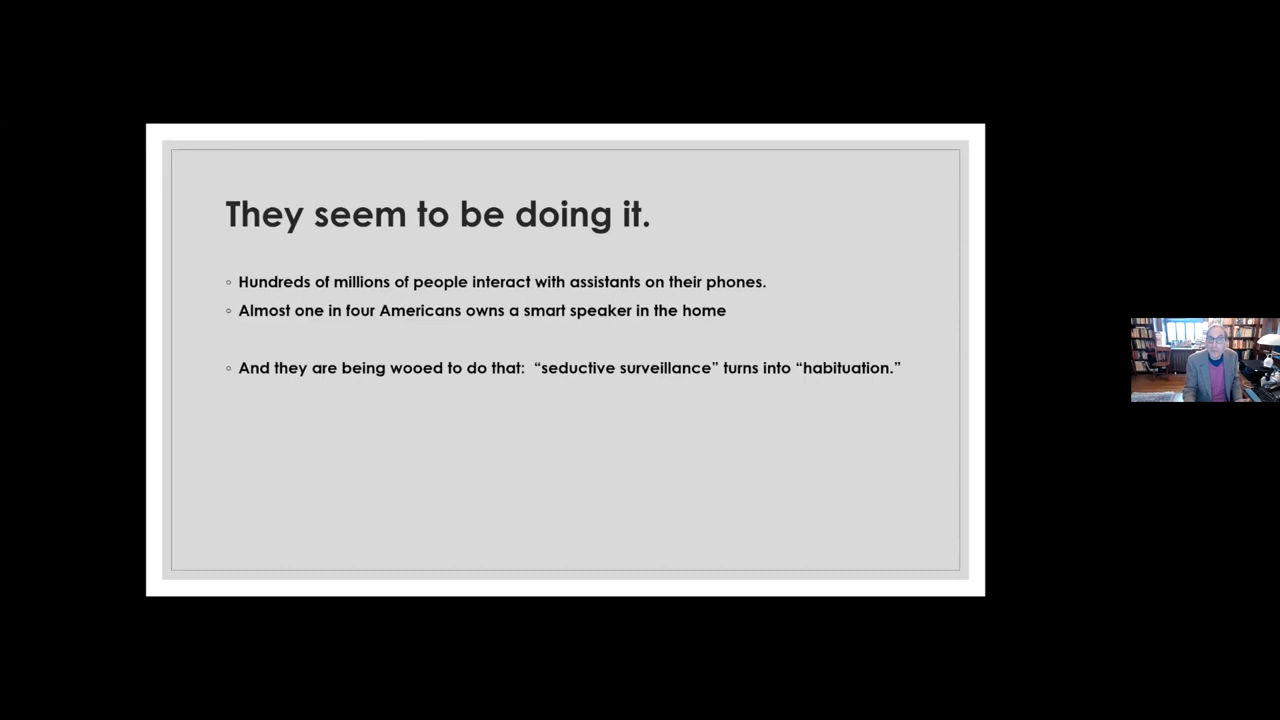 They seem to be doing it.
◦ Hundreds of millions of people interact with assistants on their phones.
◦ Almost one in four Americans owns a smart speaker in the home
◦ And they are being wooed to do that:  “seductive surveillance” turns into “habituation.”